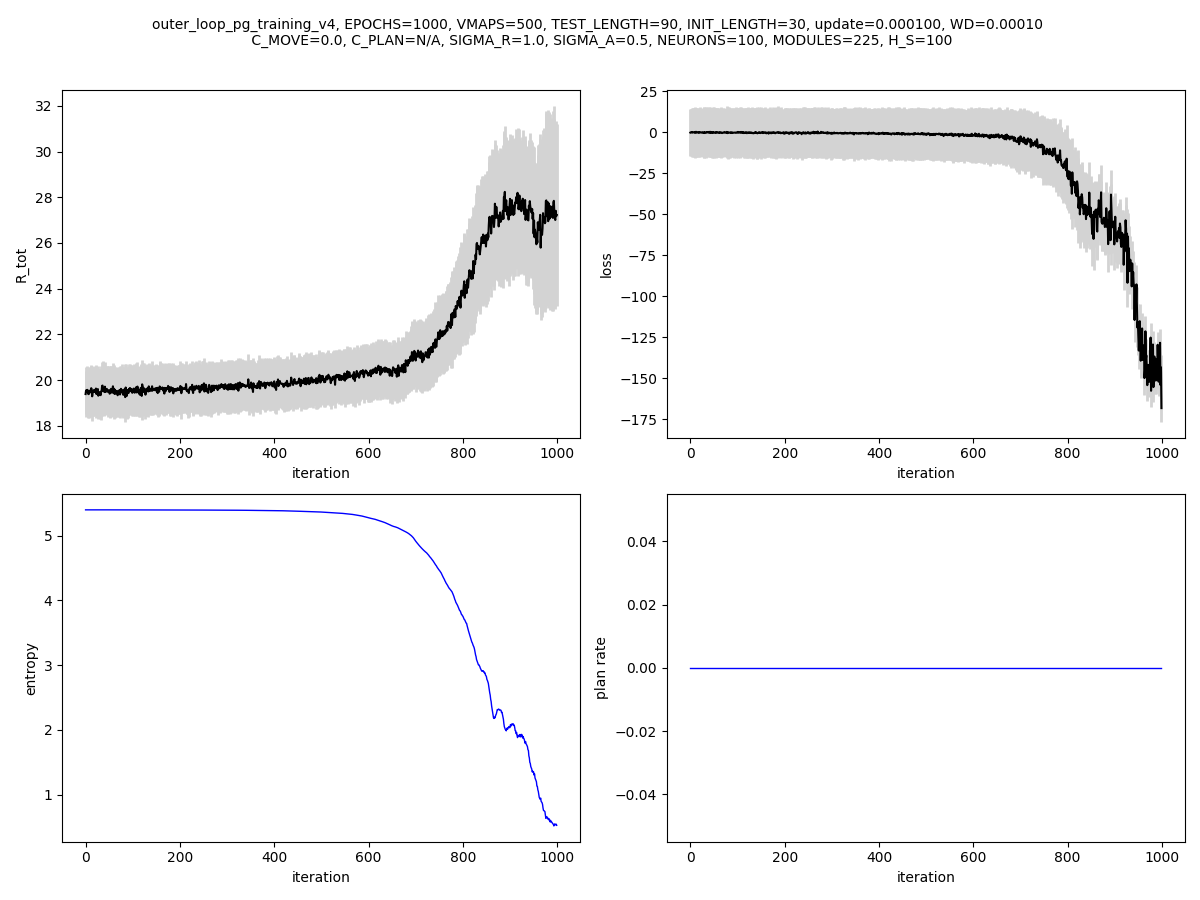 outer_loop_pg_training_v4, EPOCHS=1000, VMAPS=500, TEST_LENGTH=90, INIT_LENGTH=30, update=0.000100, WD=0.00010
C_MOVE=0.0, C_PLAN=N/A, SIGMA_R=1.0, SIGMA_A=0.5, NEURONS=100, MODULES=225, H_S=100
32
30
28
26
24
22
20
18
R_tot
0 200 400 600 800 1000
iteration
25
0
−25
−50
−75
−100
−125
−150
−175
loss
0 200 400 600 800 1000
iteration
5
4
3
2
1
entropy
0 200 400 600 800 1000
iteration
0.04
0.02
0.00
−0.02
−0.04
plan rate
0 200 400 600 800 1000
iteration